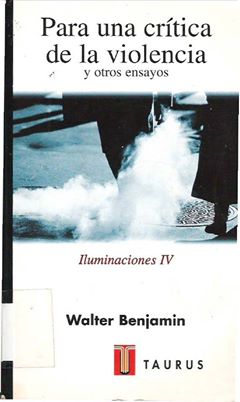 Para una crítica
de la violencia
y otros ensayos
Iluminaciones IV
Walter Benjamin
TAURUS